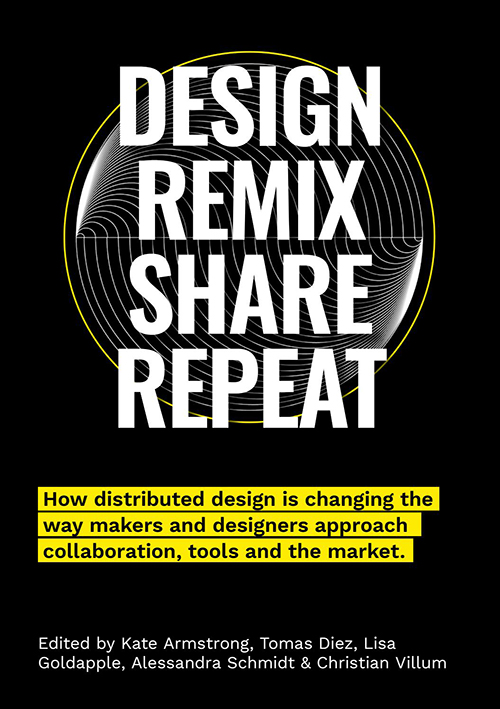 DESIGN
REMIX
SHARE
REPEAT
How distributed design is changing the
way makers and designers approach
collaboration, tools and the market.
Edited by Kate Armstrong, Tomas Diez, Lisa
Goldapple, Alessandra Schmidt & Christian Villum